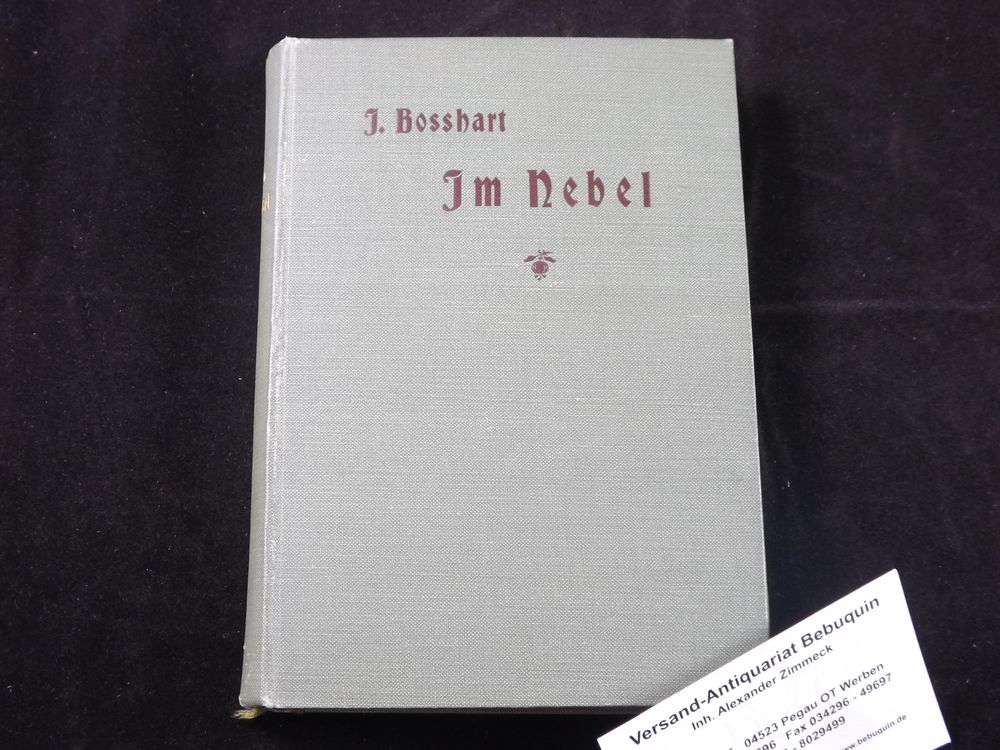 J. Bosshart
Im Nebel
Versand-Antiquariat Bebuquin
Inh. Alexander Zimmeck
04523 Pegau OT Werben
Fax 034296 - 49697
8029499
www.bebuquin.de